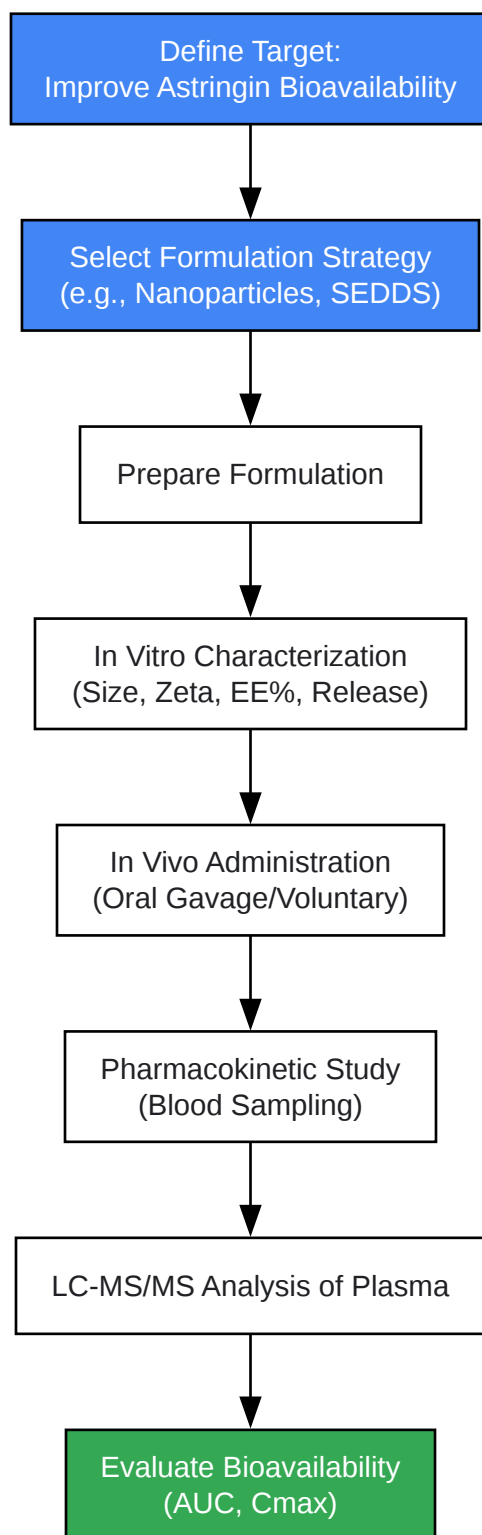 Define Target:
Improve Astringin Bioavailability
Select Formulation Strategy
(e.g., Nanoparticles, SEDDS)
Prepare Formulation
In Vitro Characterization
(Size, Zeta, EE%, Release)
In Vivo Administration
(Oral Gavage/Voluntary)
Pharmacokinetic Study
(Blood Sampling)
LC-MS/MS Analysis of Plasma
Evaluate Bioavailability
(AUC, Cmax)